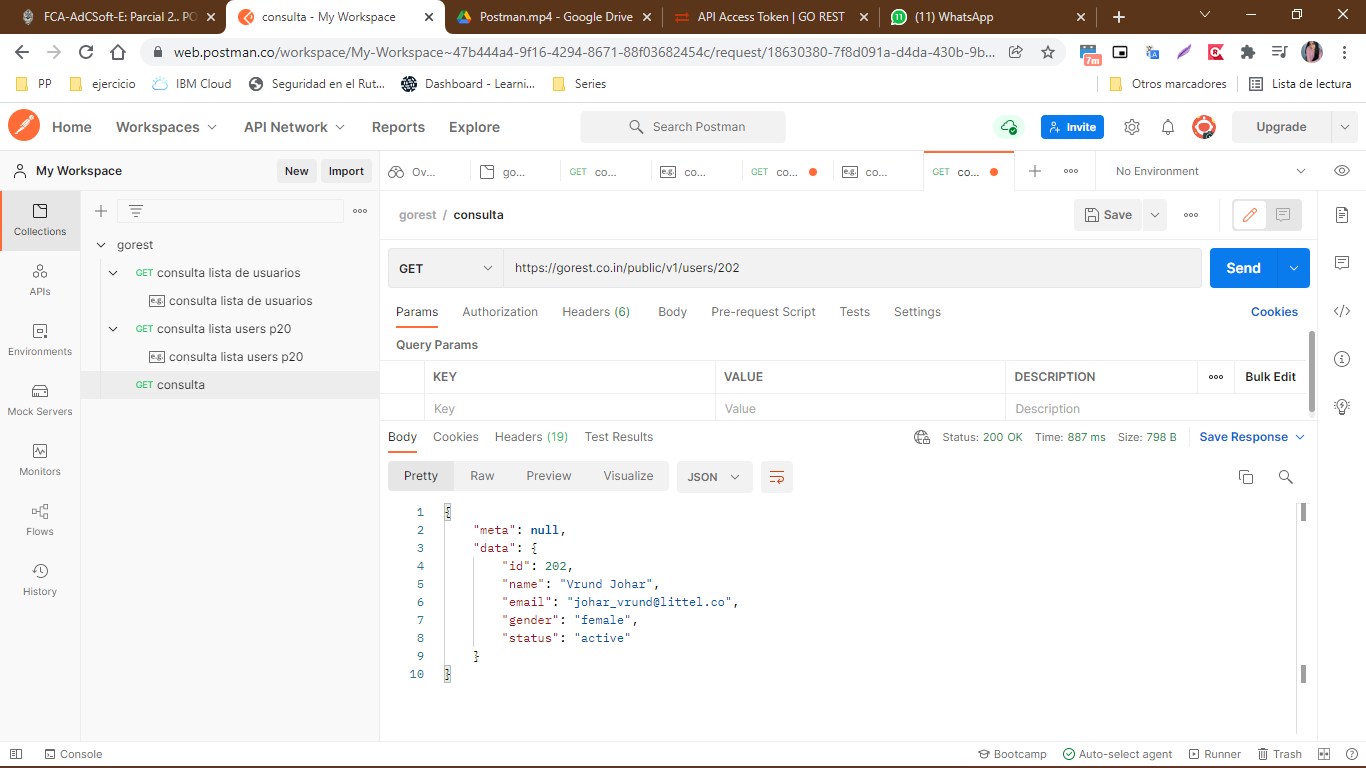 FCA-AdCSoft-E: Parcial 2.. PO
consulta - My Workspace
Postman.mp4 - Google Drive
API Access Token | GO REST
(11) WhatsApp
web.postman.co/workspace/My-Workspace~47b444a4-9f16-4294-8671-88f03682454c/request/18630380-7f8d091a-d4da-430b-9b...
7m
PP
ejercicio
IBM Cloud
Seguridad en el Rut...
Dashboard - Learni...
Series
Otros marcadores
Lista de lectura
Home
Workspaces
API Network
Reports
Explore
Search Postman
Invite
Upgrade
My Workspace
New
Import
Ov...
go...
GET co...
e.g. co...
GET co...
e.g. co...
GET co...
No Environment
Collections
APIs
Environments
Mock Servers
Monitors
Flows
History
gorest
GET consulta lista de usuarios
e.g. consulta lista de usuarios
GET consulta lista users p20
e.g. consulta lista users p20
GET consulta
gorest / consulta
Save
GET
https://gorest.co.in/public/v1/users/202
Send
Params
Authorization
Headers (6)
Body
Pre-request Script
Tests
Settings
Cookies
Query Params
KEY
VALUE
DESCRIPTION
Bulk Edit
Key
Value
Description
Body
Cookies
Headers (19)
Test Results
Status: 200 OK
Time: 887 ms
Size: 798 B
Save Response
Pretty
Raw
Preview
Visualize
JSON
1 {
2 "meta": null,
3 "data": {
4 "id": 202,
5 "name": "Vrund Johar",
6 "email": "johar_vrund@littel.co",
7 "gender": "female",
8 "status": "active"
9 }
10 }
Console
Bootcamp
Auto-select agent
Runner
Trash